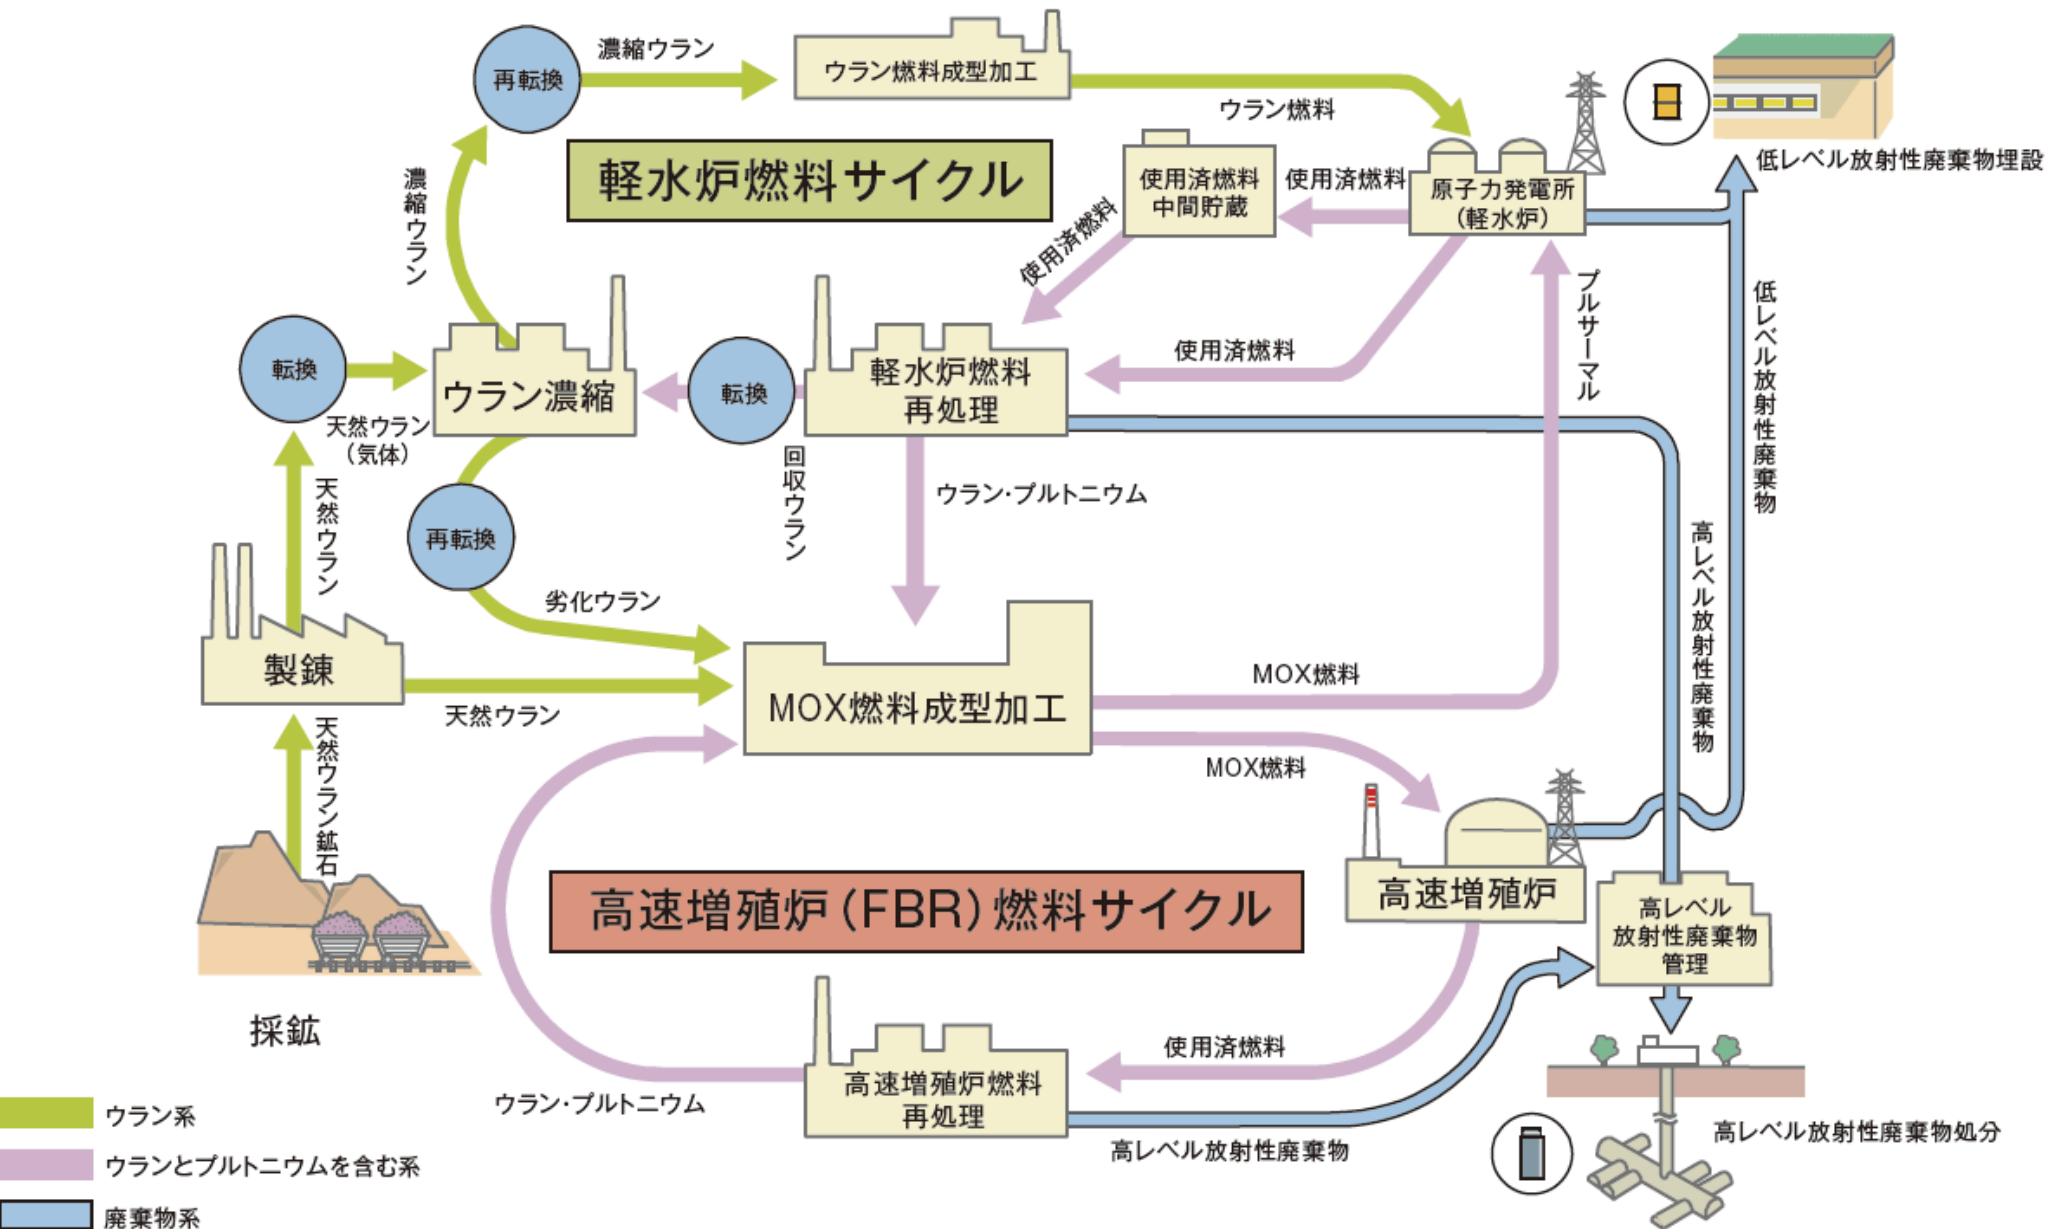 再転換
濃縮ウラン
ウラン燃料成型加工
ウラン燃料
低レベル放射性廃棄物埋設
軽水炉燃料サイクル
濃縮ウラン
使用済燃料
中間貯蔵
使用済燃料
原子力発電所
(軽水炉)
使用済燃料
プルサーマル
低レベル放射性廃棄物
転換
天然ウラン
(気体)
ウラン濃縮
転換
軽水炉燃料
再処理
使用済燃料
回収ウラン
ウラン・プルトニウム
天然ウラン
再転換
劣化ウラン
高レベル放射性廃棄物
製錬
天然ウラン
MOX燃料成型加工
MOX燃料
MOX燃料
天然ウラン鉱石
高速増殖炉(FBR)燃料サイクル
高速増殖炉
高レベル
放射性廃棄物
管理
採鉱
使用済燃料
高速増殖炉燃料
再処理
ウラン・プルトニウム
高レベル放射性廃棄物
高レベル放射性廃棄物処分
ウラン系
ウランとプルトニウムを含む系
廃棄物系